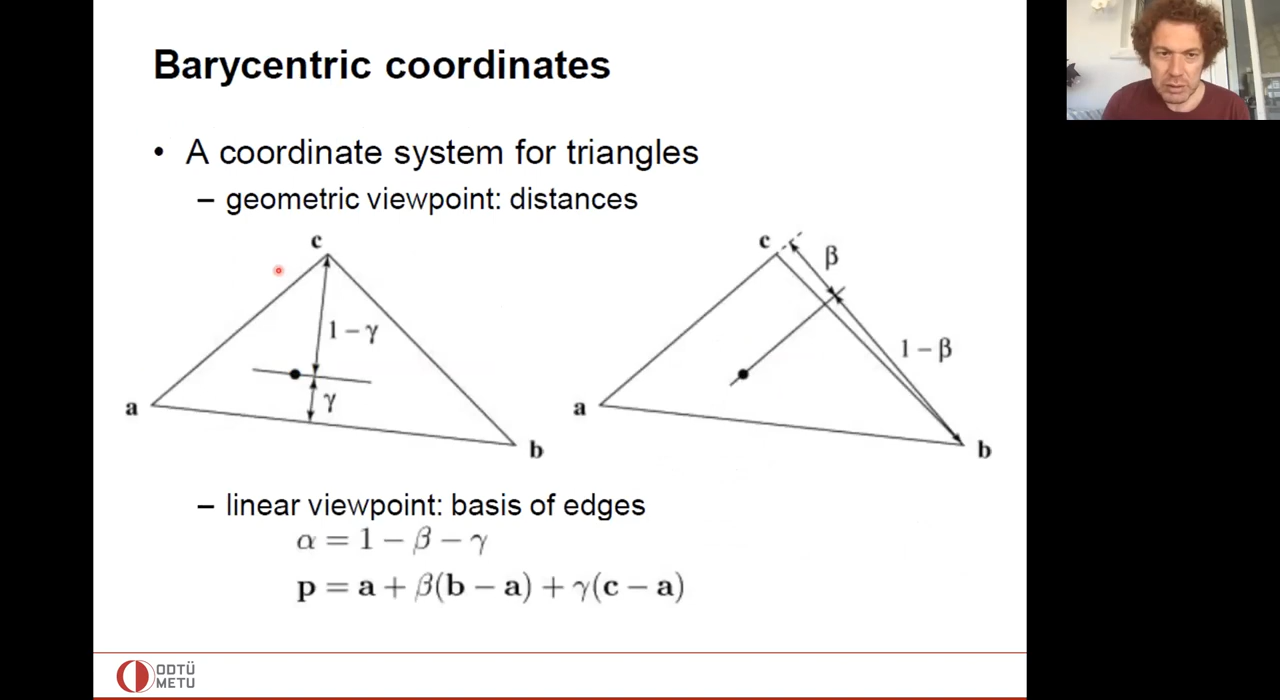 Barycentric coordinates
• A coordinate system for triangles
– geometric viewpoint: distances
c
1 – γ
γ
a
b
c
β
1 – β
a
b
– linear viewpoint: basis of edges
α = 1 − β − γ
p = a + β(b − a) + γ(c − a)
ODTÜ
METU